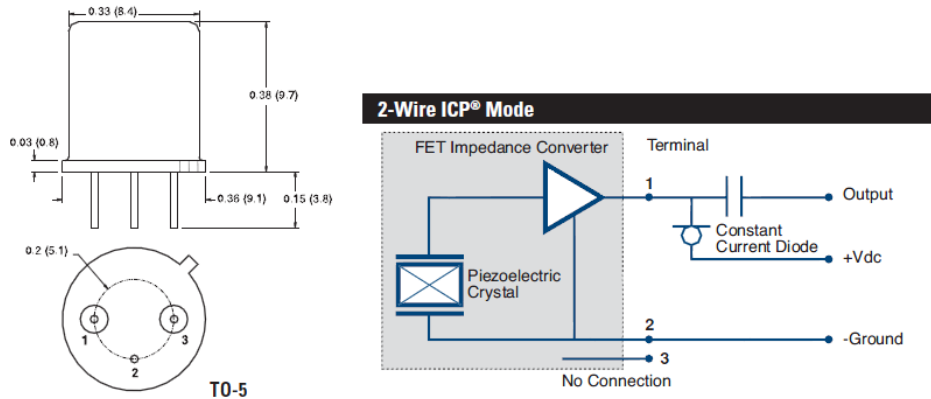 0.33 (8.4)
0.38 (9.7)
0.03 (0.8)
0.36 (9.1)
0.15 (3.8)
0.2 (5.1)
1
3
2
TO-5
2-Wire ICP® Mode
FET Impedance Converter
Terminal
1
Output
Constant
Current Diode
+Vdc
Piezoelectric
Crystal
2
-Ground
3
No Connection